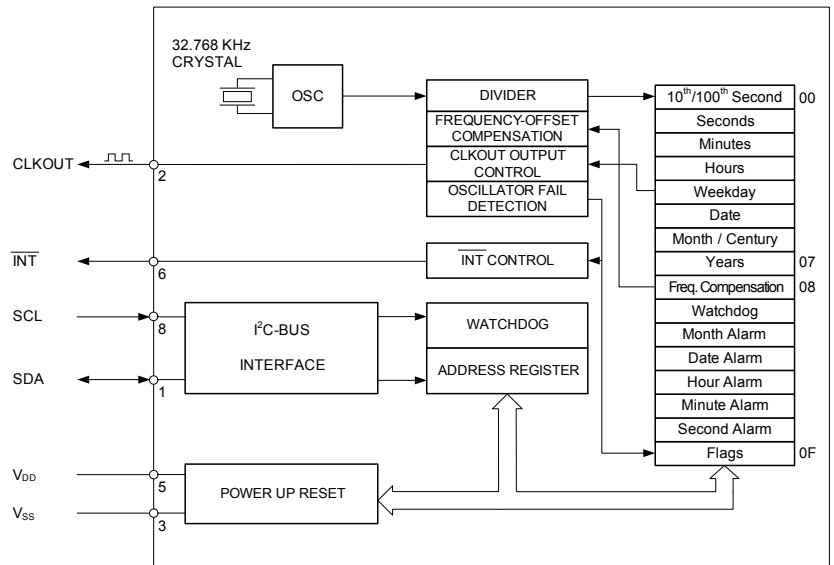 32.768 KHz
CRYSTAL
OSC
DIVIDER
FREQUENCY-OFFSET
COMPENSATION
CLKOUT OUTPUT
CONTROL
OSCILLATOR FAIL
DETECTION
CLKOUT
2
INT
6
INT CONTROL
SCL
8
SDA
1
I²C-BUS
INTERFACE
WATCHDOG
ADDRESS REGISTER
VDD
5
VSS
3
POWER UP RESET
10th/100th Second 00
Seconds
Minutes
Hours
Weekday
Date
Month / Century
Years 07
Freq. Compensation 08
Watchdog
Month Alarm
Date Alarm
Hour Alarm
Minute Alarm
Second Alarm
Flags 0F